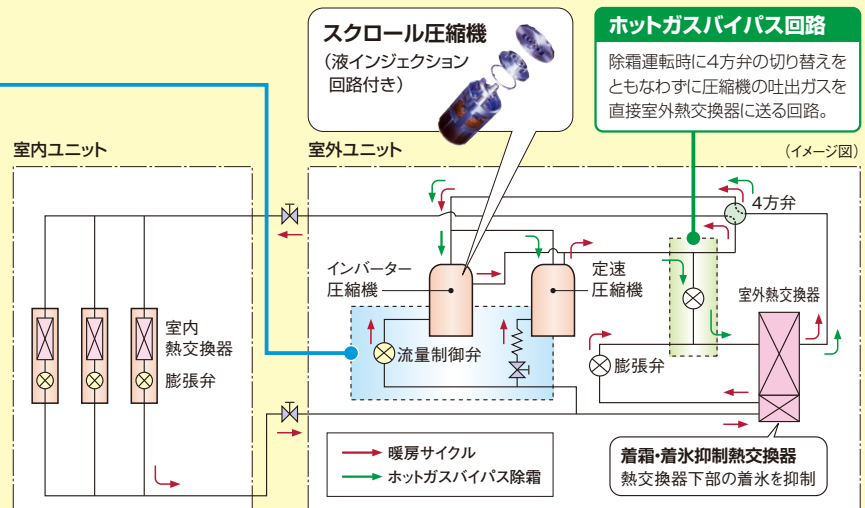 スクロール圧縮機
（液インジェクション
回路付き）
ホットガスバイパス回路
除霜運転時に4方弁の切り替えを
ともなわずに圧縮機の吐出ガスを
直接室外熱交換器に送る回路。
室内ユニット
室外ユニット
（イメージ図）
4方弁
インバーター
圧縮機
定速
圧縮機
室外熱交換器
室内
熱交換器
膨張弁
流量制御弁
膨張弁
暖房サイクル
ホットガスバイパス除霜
着霜・着氷抑制熱交換器
熱交換器下部の着氷を抑制